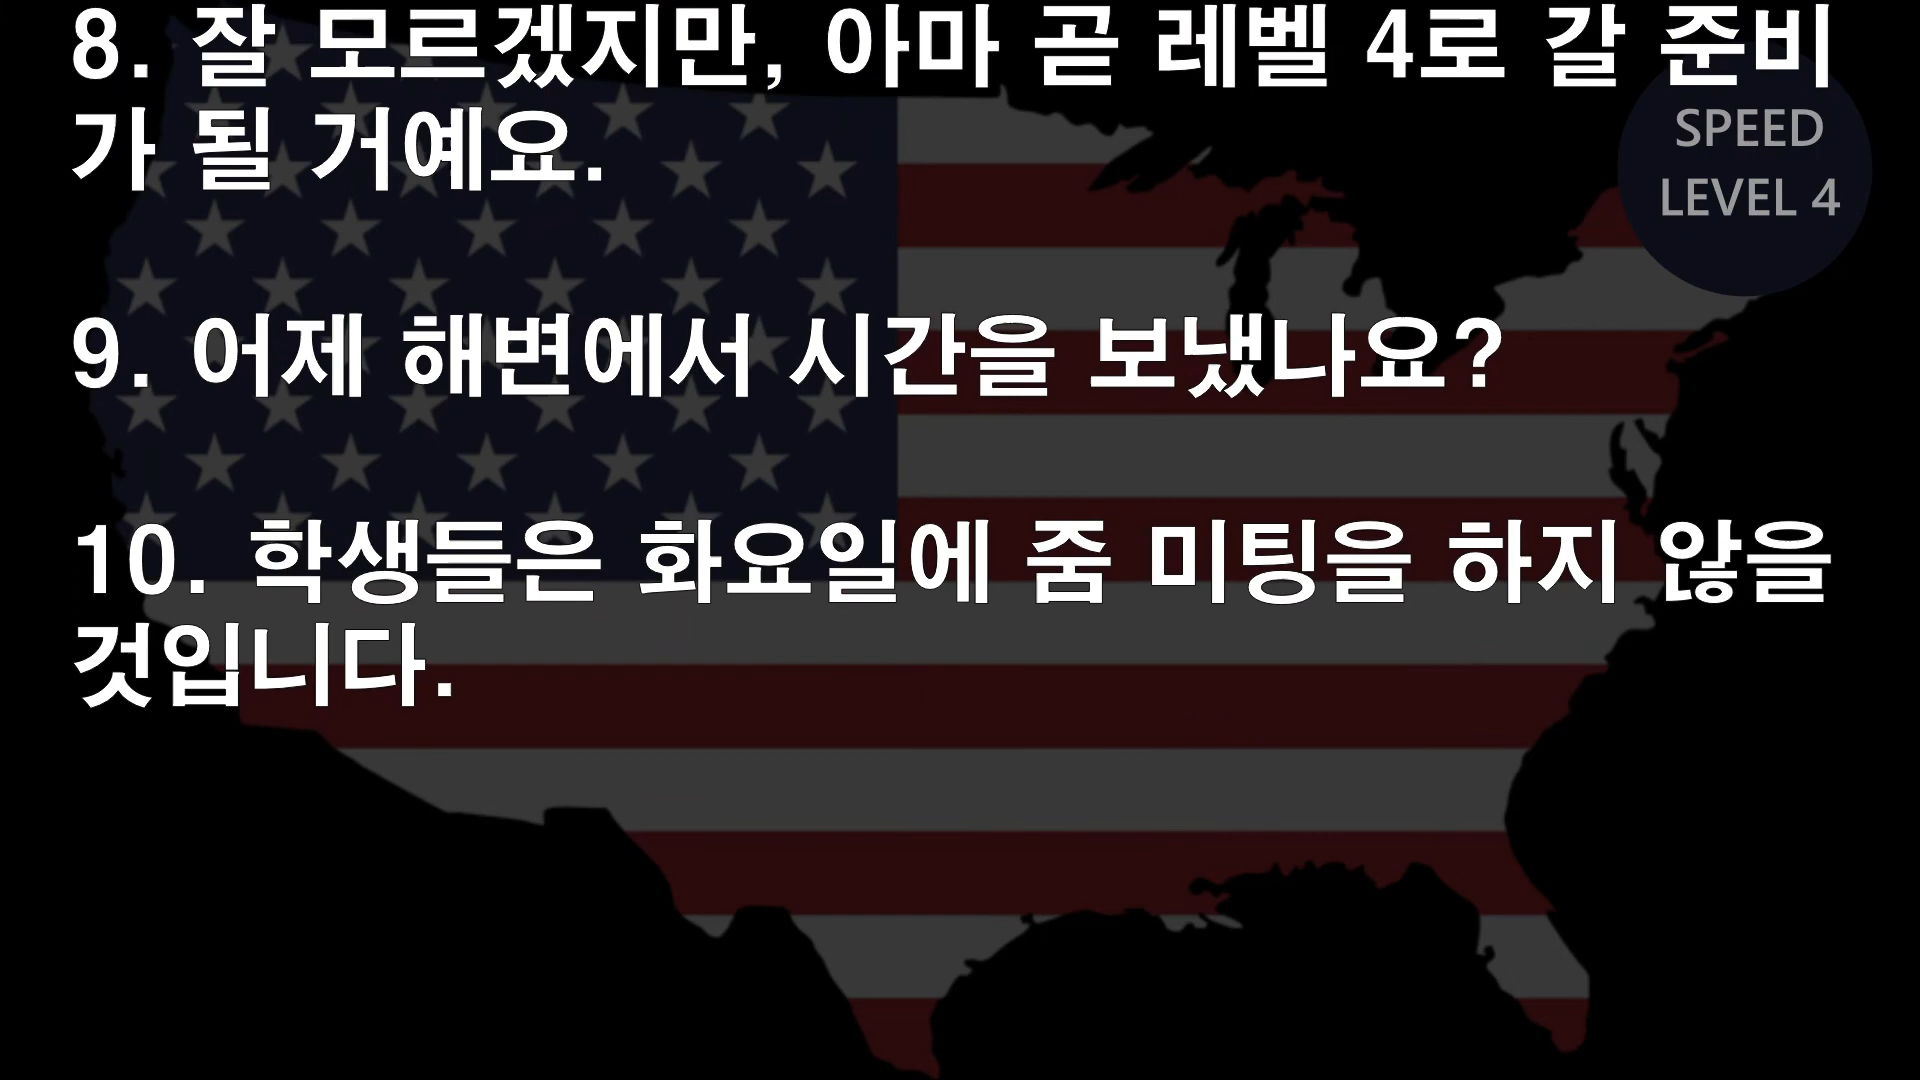 8. 잘 모르겠지만, 아마 곧 레벨 4로 갈 준비
가 될 거예요.
SPEED
LEVEL 4
9. 어제 해변에서 시간을 보냈나요?
10. 학생들은 화요일에 줌 미팅을 하지 않을
것입니다.